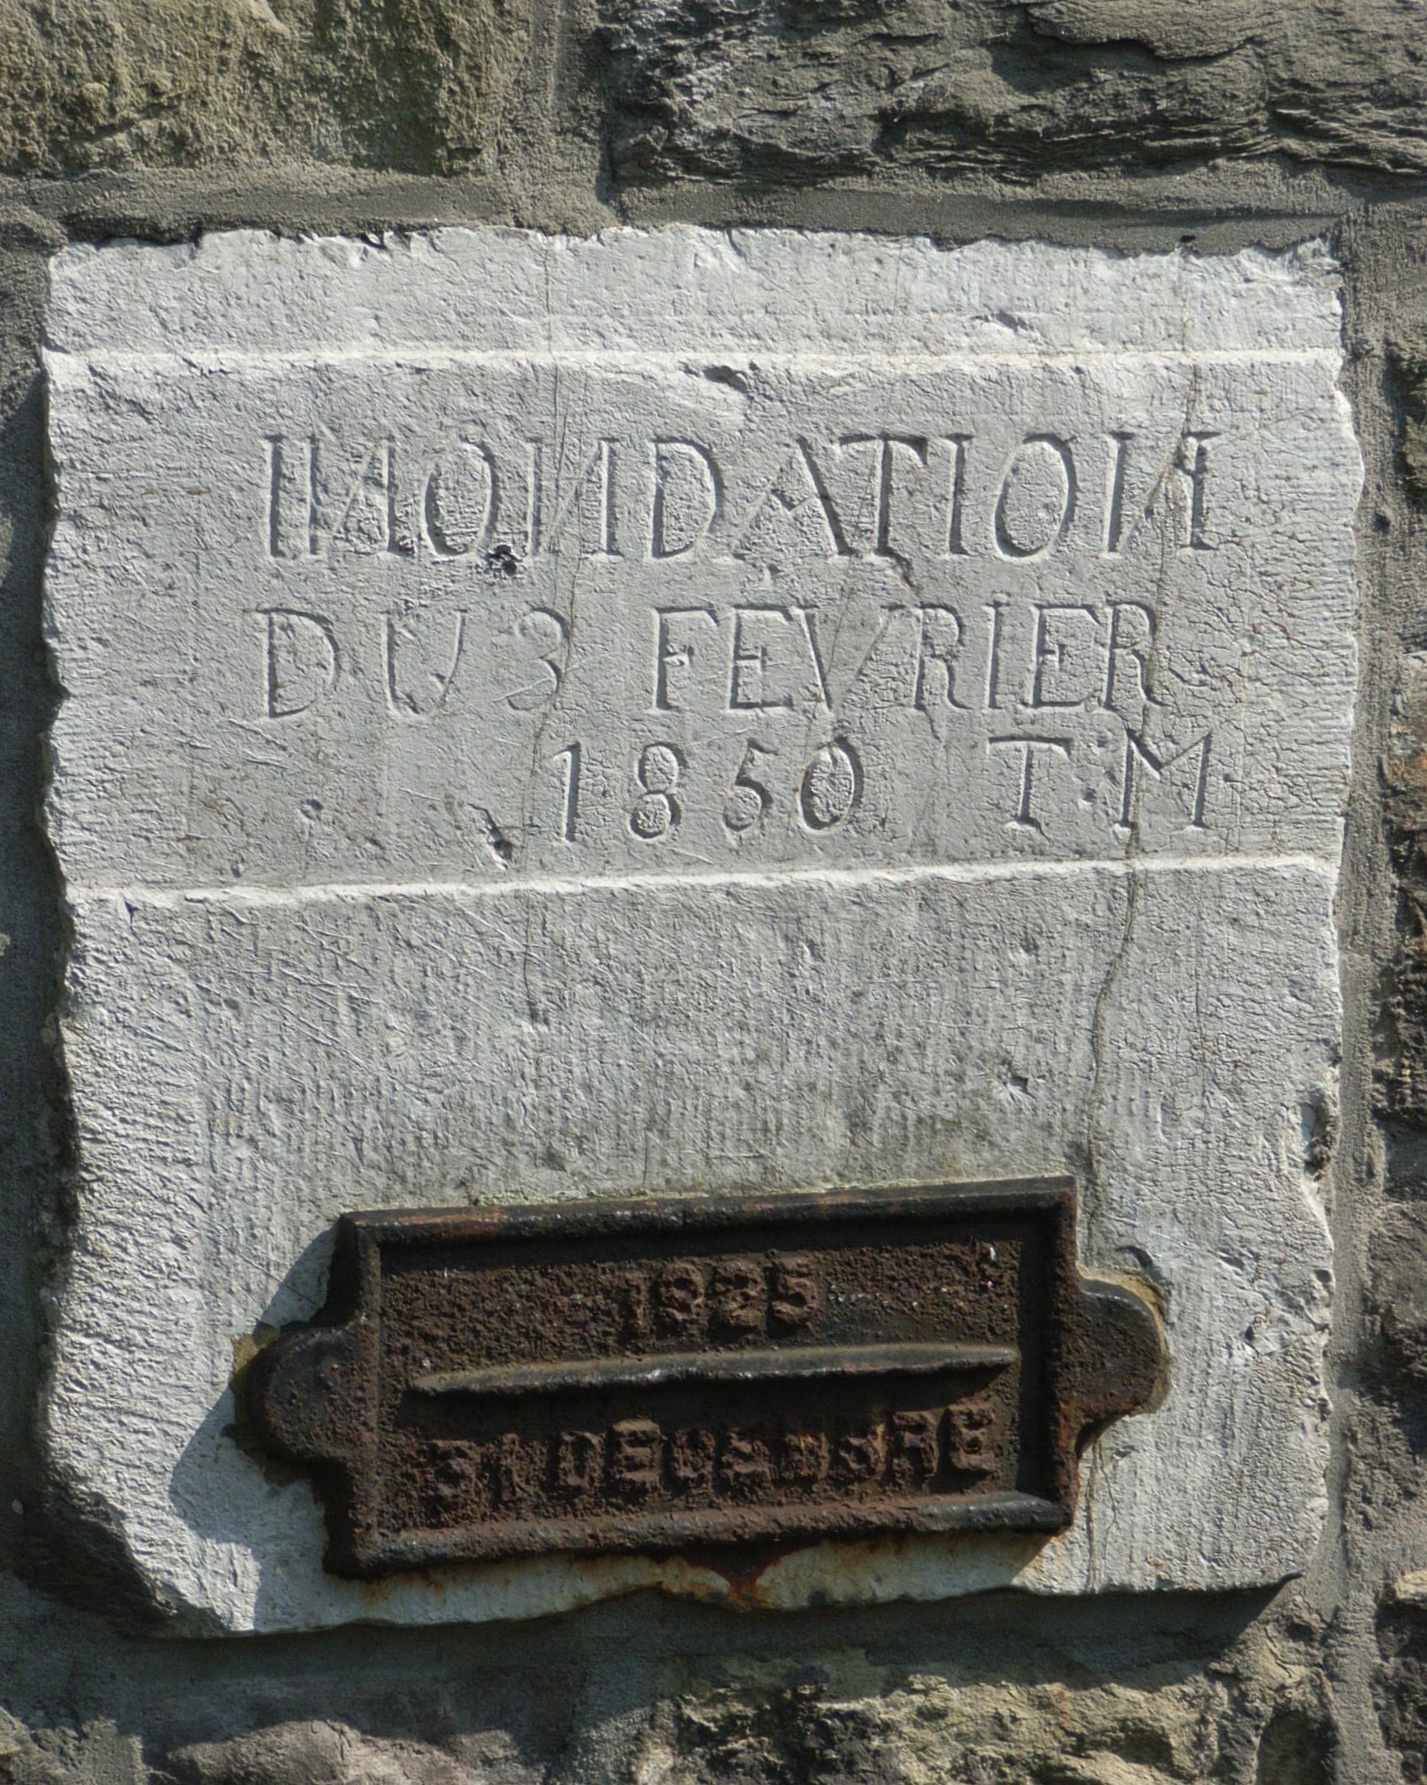 INONDATION
DU 3 FEVRIER
1850 T.M
1925
31 DECEMBRE